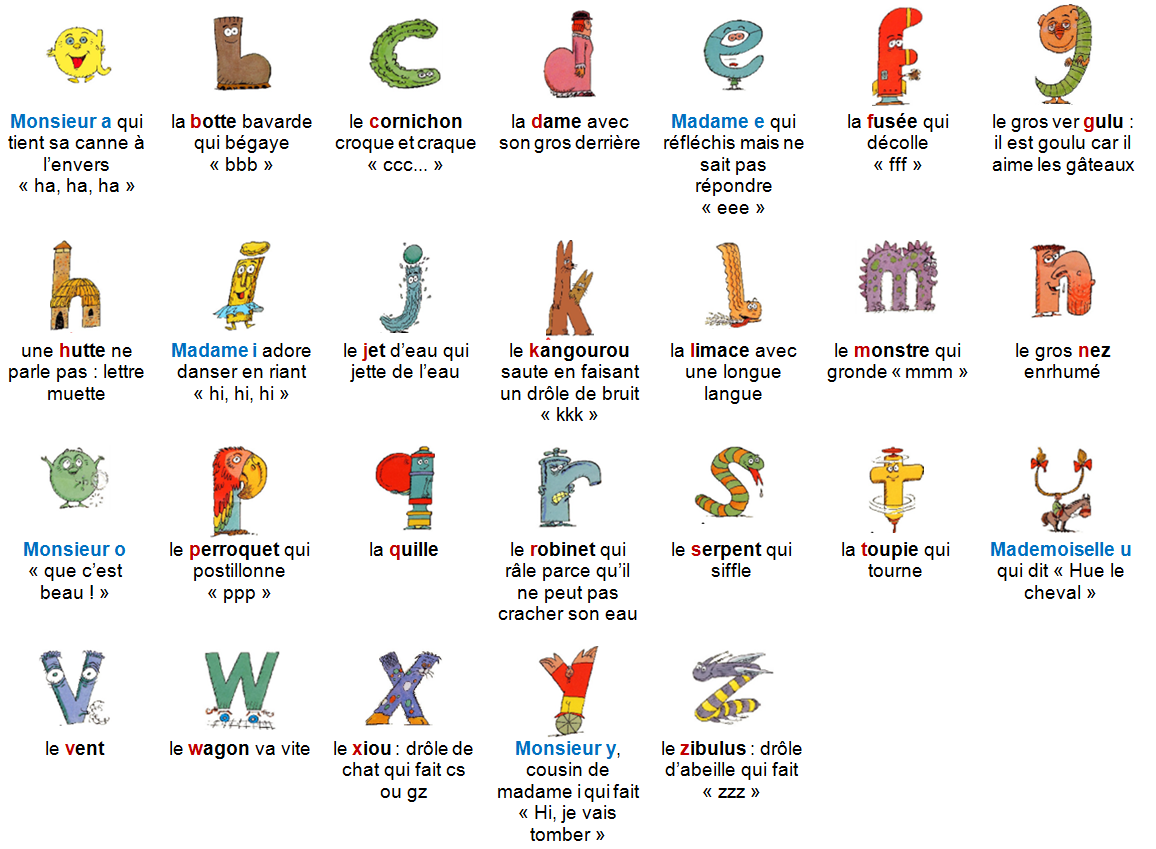 Monsieur a qui
tient sa canne à
l'envers
« ha, ha, ha »
la botte bavarde
qui bégaye
« bbb »
le cornichon
croque et craque
« ccc... »
la dame avec
son gros derrière
Madame e qui
réfléchis mais ne
sait pas
répondre
« eee »
la fusée qui
décolle
« fff »
le gros ver gulu :
il est goulu car il
aime les gâteaux
une hutte ne
parle pas : lettre
muette
Madame i adore
danser en riant
« hi, hi, hi »
le jet d'eau qui
jette de l'eau
le kangourou
saute en faisant
un drôle de bruit
« kkk »
la limace avec
une longue
langue
le monstre qui
gronde « mmm »
le gros nez
enrhumé
Monsieur o
« que c'est
beau ! »
le perroquet qui
postillonne
« ppp »
la quille
le robinet qui
râle parce qu'il
ne peut pas
cracher son eau
le serpent qui
siffle
la toupie qui
tourne
Mademoiselle u
qui dit « Hue le
cheval »
le vent
le wagon va vite
le xiou : drôle de
chat qui fait cs
ou gz
Monsieur y,
cousin de
madame i qui fait
« Hi, je vais
tomber »
le zibulus : drôle
d'abeille qui fait
« zzz »